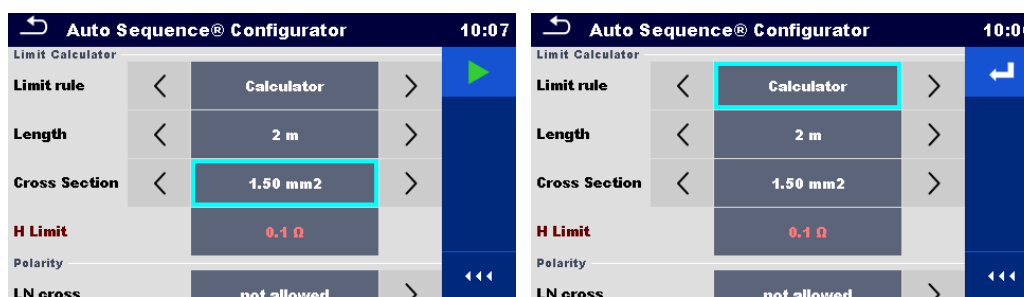 Auto Sequence® Configurator 10:07
Limit Calculator
Limit rule Calculator
Length 2 m
Cross Section 1.50 mm2
H Limit 0.1 Ω
Polarity
LN cross not allowed
Auto Sequence® Configurator
Limit Calculator
Limit rule Calculator
Length 2 m
Cross Section 1.50 mm2
H Limit 0.1 Ω
Polarity
LN cross not allowed